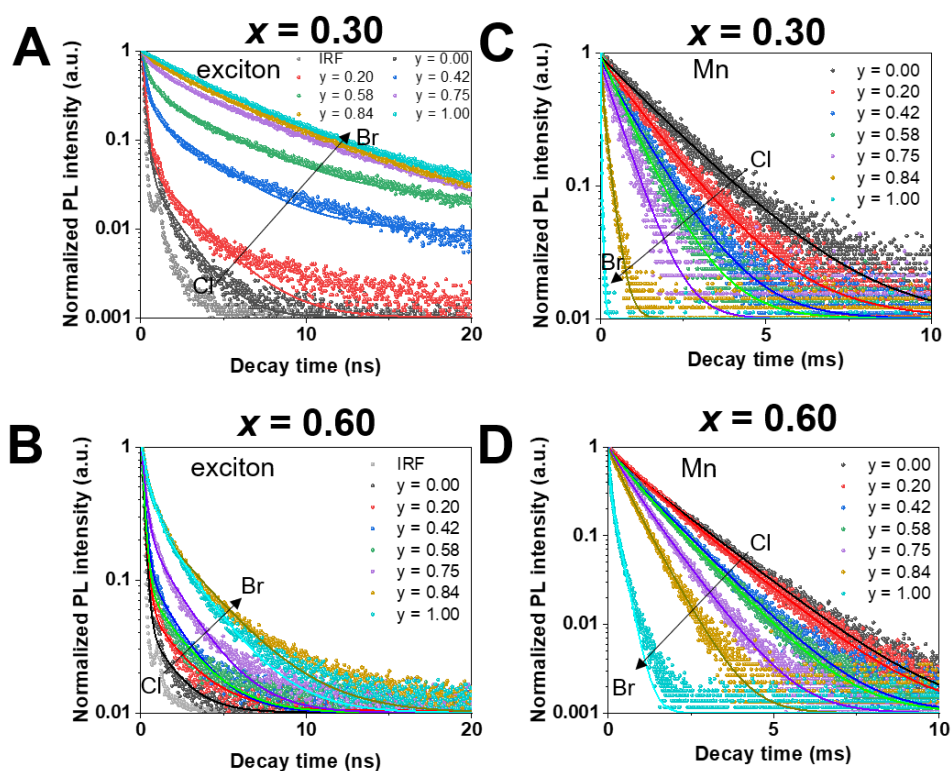 A
x = 0.30
1
exciton
IRF
y = 0.00
y = 0.20
y = 0.42
y = 0.58
y = 0.75
y = 0.84
y = 1.00
Br
Cl
0.1
0.01
0.001
0
10
20
Normalized PL intensity (a.u.)
Decay time (ns)
C
x = 0.30
1
Mn
y = 0.00
y = 0.20
y = 0.42
y = 0.58
y = 0.75
y = 0.84
y = 1.00
Cl
Br
0.1
0.01
0
5
10
Normalized PL intensity (a.u.)
Decay time (ms)
B
x = 0.60
1
exciton
IRF
y = 0.00
y = 0.20
y = 0.42
y = 0.58
y = 0.75
y = 0.84
y = 1.00
Br
Cl
0.1
0.01
0
10
20
Normalized PL intensity (a.u.)
Decay time (ns)
D
x = 0.60
1
Mn
y = 0.00
y = 0.20
y = 0.42
y = 0.58
y = 0.75
y = 0.84
y = 1.00
Cl
Br
0.1
0.01
0.001
0
5
10
Normalized PL intensity (a.u.)
Decay time (ms)